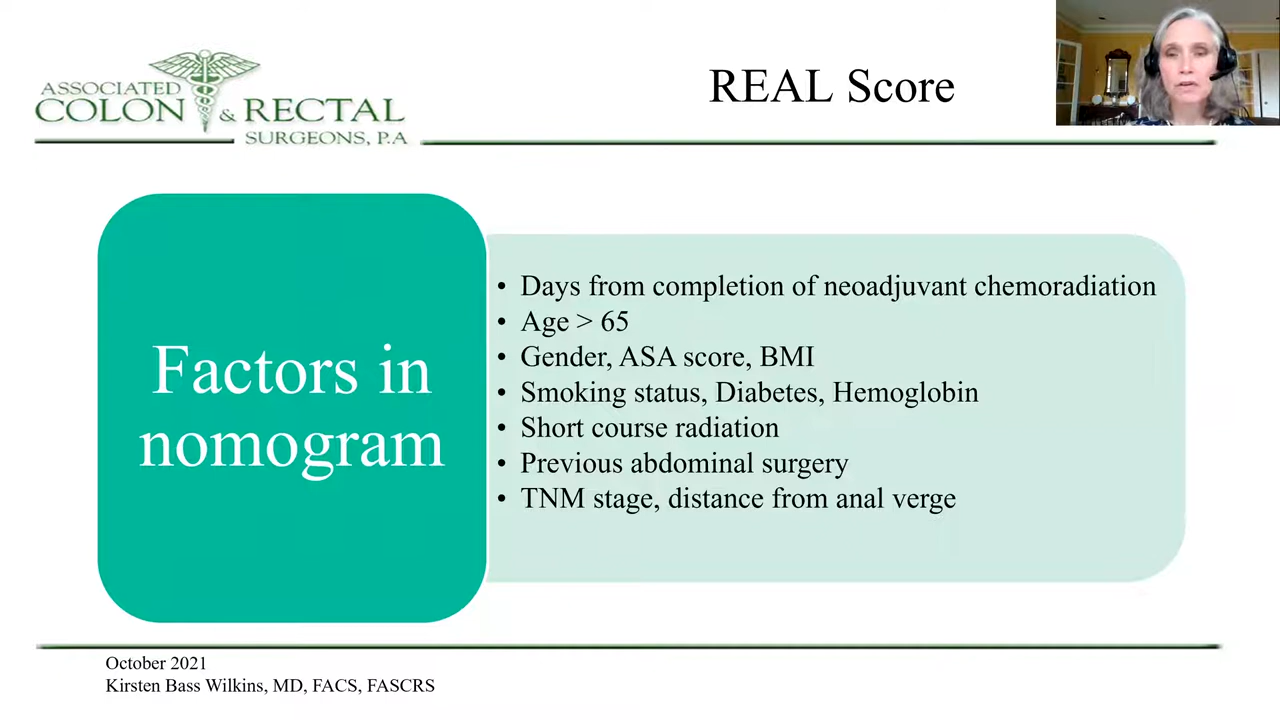 ASSOCIATED
COLON & RECTAL
SURGEONS, P.A
REAL Score
Factors in
nomogram
• Days from completion of neoadjuvant chemoradiation
• Age > 65
• Gender, ASA score, BMI
• Smoking status, Diabetes, Hemoglobin
• Short course radiation
• Previous abdominal surgery
• TNM stage, distance from anal verge
October 2021
Kirsten Bass Wilkins, MD, FACS, FASCRS